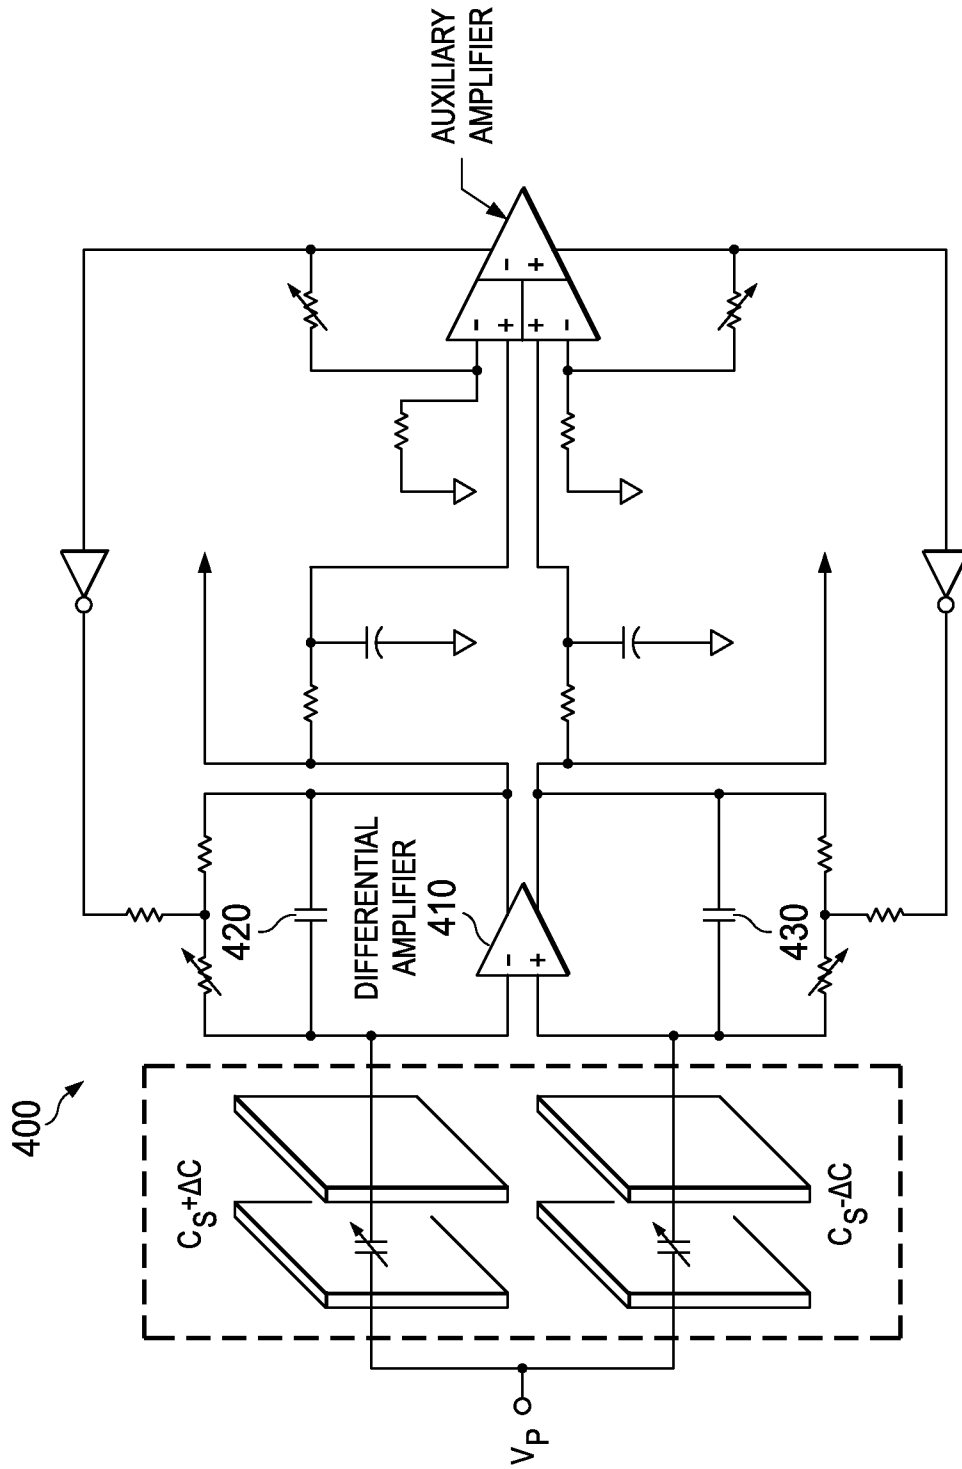 400
V_P
C_S+ΔC
C_S-ΔC
420
DIFFERENTIAL
AMPLIFIER
410
- +
430
AUXILIARY
AMPLIFIER
- + + -
- +